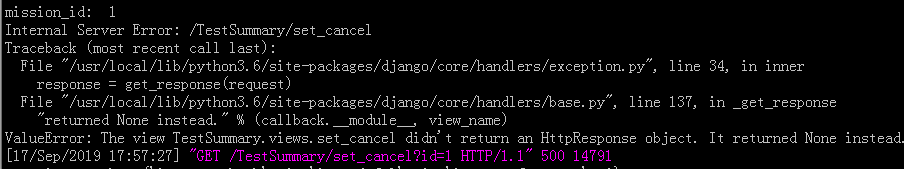 mission_id:  1
Internal Server Error: /TestSummary/set_cancel
Traceback (most recent call last):
  File "/usr/local/lib/python3.6/site-packages/django/core/handlers/exception.py", line 34, in inner
    response = get_response(request)
  File "/usr/local/lib/python3.6/site-packages/django/core/handlers/base.py", line 137, in _get_response
    "returned None instead." % (callback.__module__, view_name)
ValueError: The view TestSummary.views.set_cancel didn't return an HttpResponse object. It returned None instead.
[17/Sep/2019 17:57:27] "GET /TestSummary/set_cancel?id=1 HTTP/1.1" 500 14791